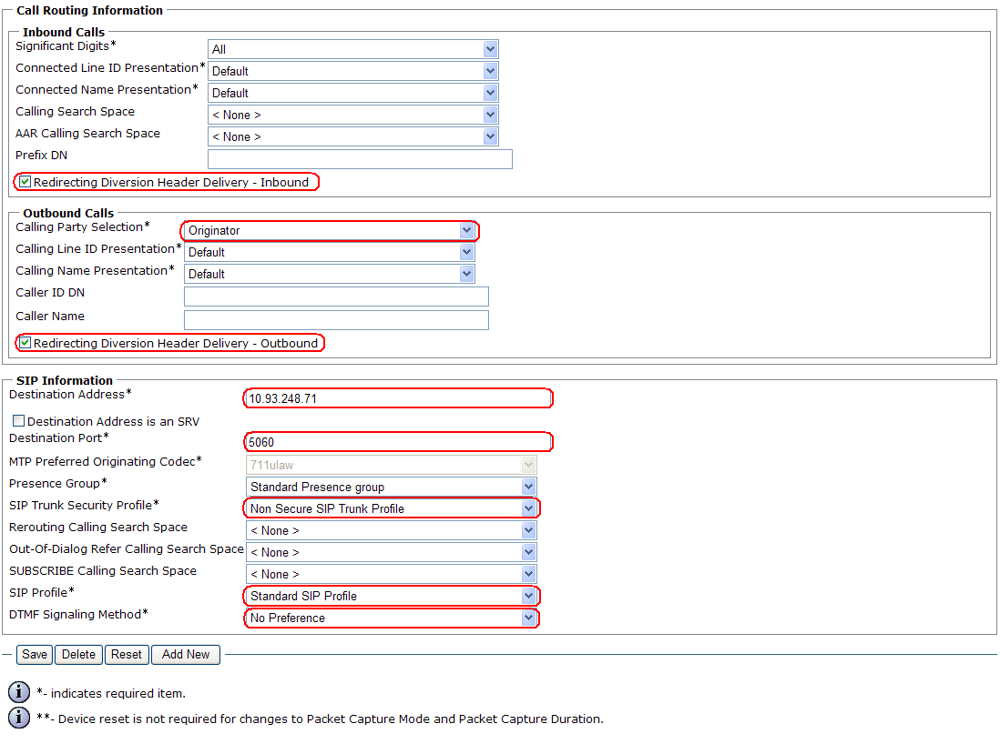 Call Routing Information
Inbound Calls
Significant Digits* All
Connected Line ID Presentation* Default
Connected Name Presentation* Default
Calling Search Space < None >
AAR Calling Search Space < None >
Prefix DN
Redirecting Diversion Header Delivery - Inbound
Outbound Calls
Calling Party Selection* Originator
Calling Line ID Presentation* Default
Calling Name Presentation* Default
Caller ID DN
Caller Name
Redirecting Diversion Header Delivery - Outbound
SIP Information
Destination Address* 10.93.248.71
Destination Address is an SRV
Destination Port* 5060
MTP Preferred Originating Codec* 711ulaw
Presence Group* Standard Presence group
SIP Trunk Security Profile* Non Secure SIP Trunk Profile
Rerouting Calling Search Space < None >
Out-Of-Dialog Refer Calling Search Space < None >
SUBSCRIBE Calling Search Space < None >
SIP Profile* Standard SIP Profile
DTMF Signaling Method* No Preference
Save Delete Reset Add New
i *- indicates required item.
i **- Device reset is not required for changes to Packet Capture Mode and Packet Capture Duration.